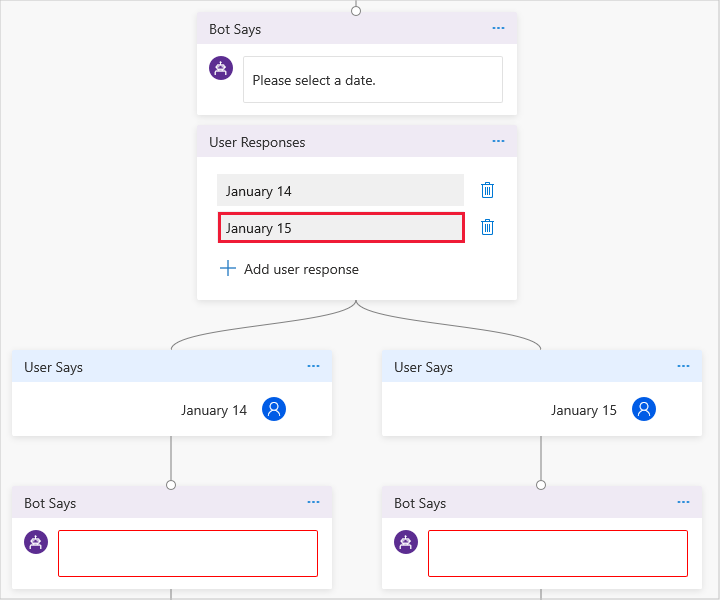 Bot Says
Please select a date.
User Responses
January 14
January 15
Add user response
User Says
January 14
User Says
January 15
Bot Says
Bot Says